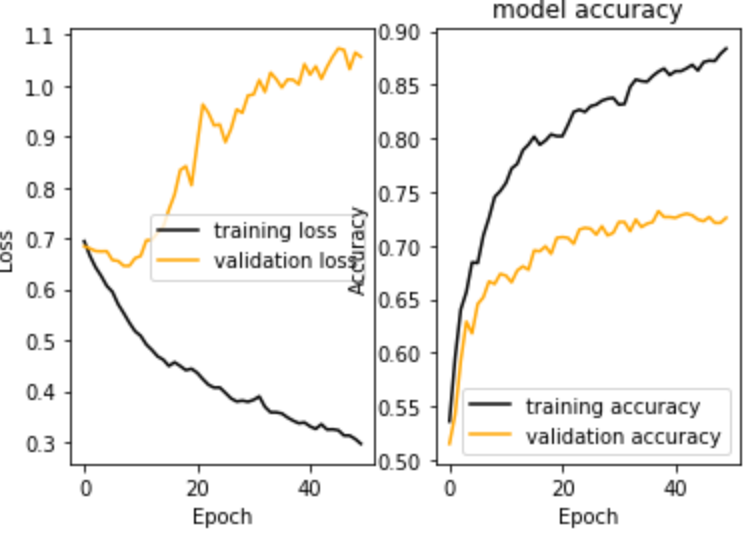 model accuracy
1.1
1.0
0.9
0.8
0.7
0.6
0.5
0.4
0.3
Loss
training loss
validation loss
0 20 40
Epoch
0.90
0.85
0.80
0.75
0.70
0.65
0.60
0.55
0.50
Accuracy
training accuracy
validation accuracy
0 20 40
Epoch